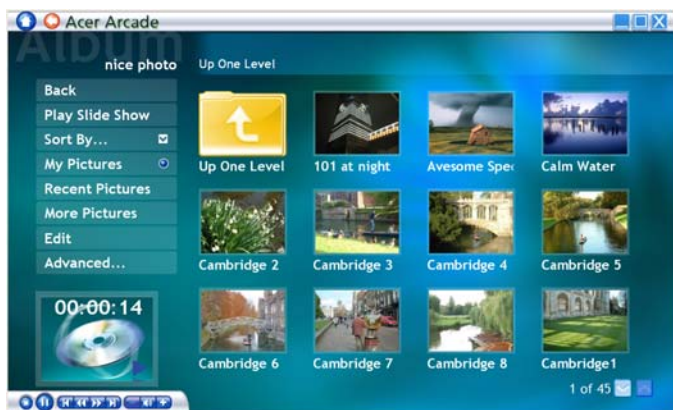 Acer Arcade
Album
nice photo
Up One Level
Back
Play Slide Show
Sort By...
My Pictures
Recent Pictures
More Pictures
Edit
Advanced...
00:00:14
Up One Level 101 at night Avesome Spe Calm Water
Cambridge 2 Cambridge 3 Cambridge 4 Cambridge 5
Cambridge 6 Cambridge 7 Cambridge 8 Cambridge1
1 of 45